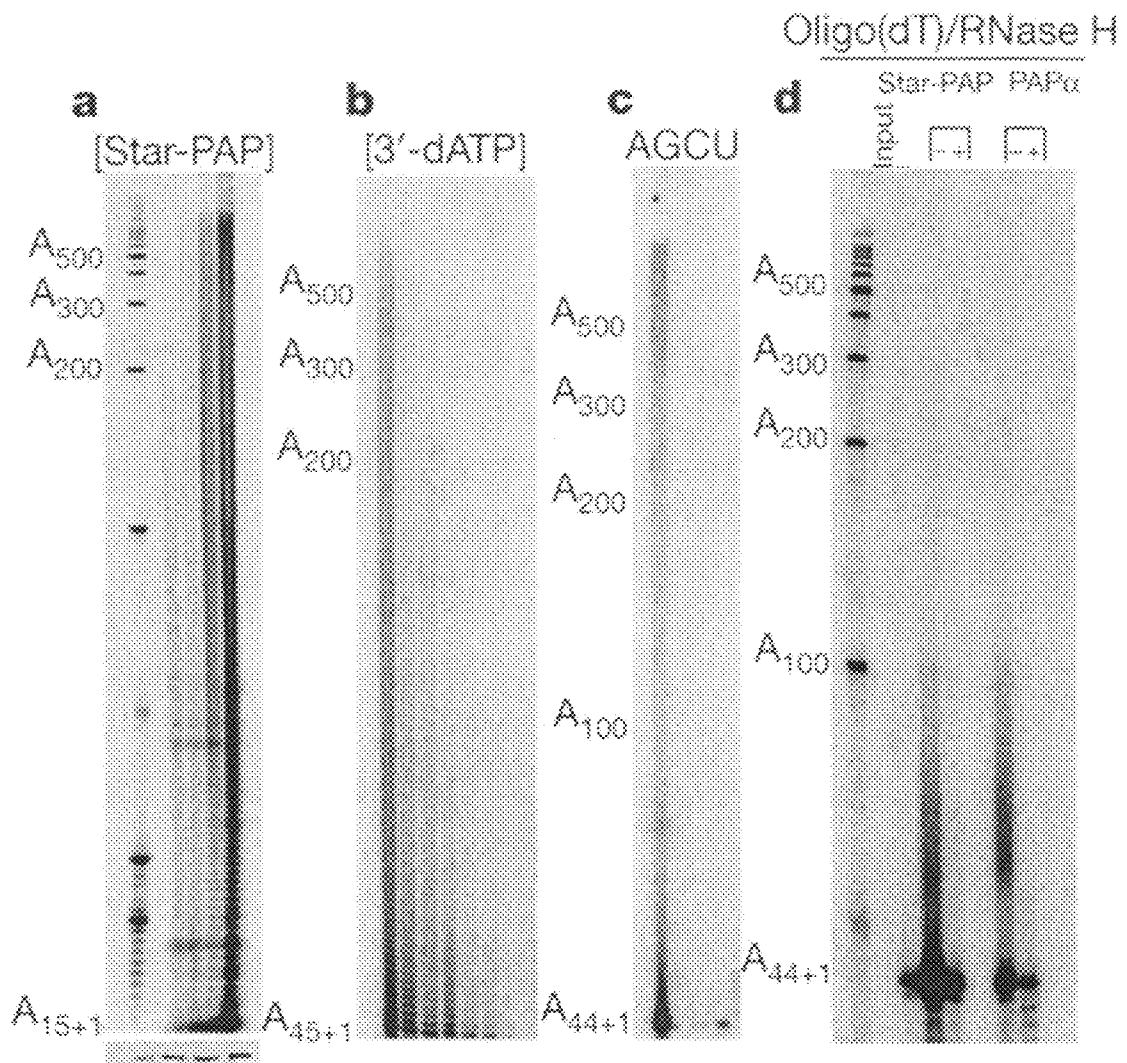 Oligo(dT)/RNase H
Star-PAP PAPα
Input
- + - +
a
[Star-PAP]
A500
A300
A200
A15+1
b
[3'-dATP]
A500
A300
A200
A45+1
c
AGCU
A500
A300
A200
A100
A44+1
d
A500
A300
A200
A100
A44+1